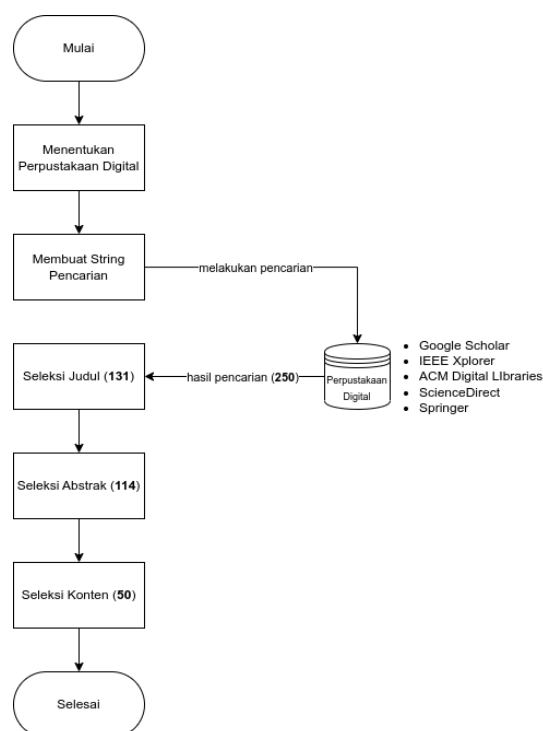 Mulai
Menentukan
Perpustakaan Digital
Membuat String
Pencarian
melakukan pencarian
Perpustakaan
Digital
Google Scholar
IEEE Xplorer
ACM Digital LIbraries
ScienceDirect
Springer
hasil pencarian (250)
Seleksi Judul (131)
Seleksi Abstrak (114)
Seleksi Konten (50)
Selesai